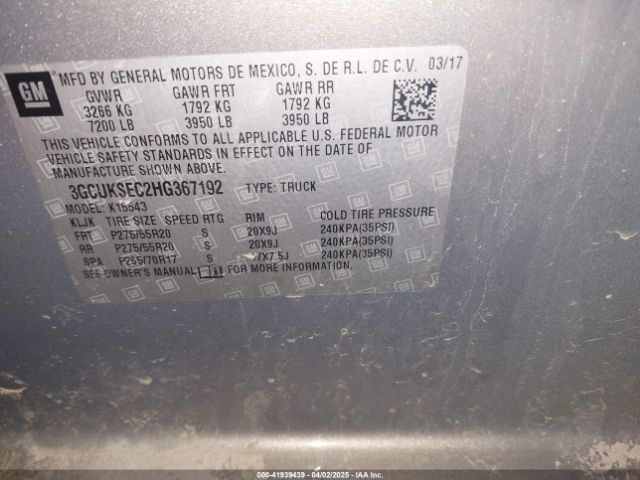 GM
MFD BY GENERAL MOTORS DE MEXICO, S. DE R.L. DE C.V. 03/17
GVWR GAWR FRT GAWR RR
3266 KG 1792 KG 1792 KG
7200 LB 3950 LB 3950 LB
THIS VEHICLE CONFORMS TO ALL APPLICABLE U.S. FEDERAL MOTOR
VEHICLE SAFETY STANDARDS IN EFFECT ON THE DATE OF
MANUFACTURE SHOWN ABOVE.
3GCUKSEC2HG367192 TYPE: TRUCK
MODEL: K15543
KLJK TIRE SIZE SPEED RTG RIM COLD TIRE PRESSURE
FRT P275/55R20 S 20X9J 240KPA(35PSI)
RR P275/55R20 S 20X9J 240KPA(35PSI)
SPA P265/70R17 S 17X7.5J 240KPA(35PSI)
SEE OWNER'S MANUAL FOR MORE INFORMATION.
000-41939439 | 04/02/2025 | IAA Inc.